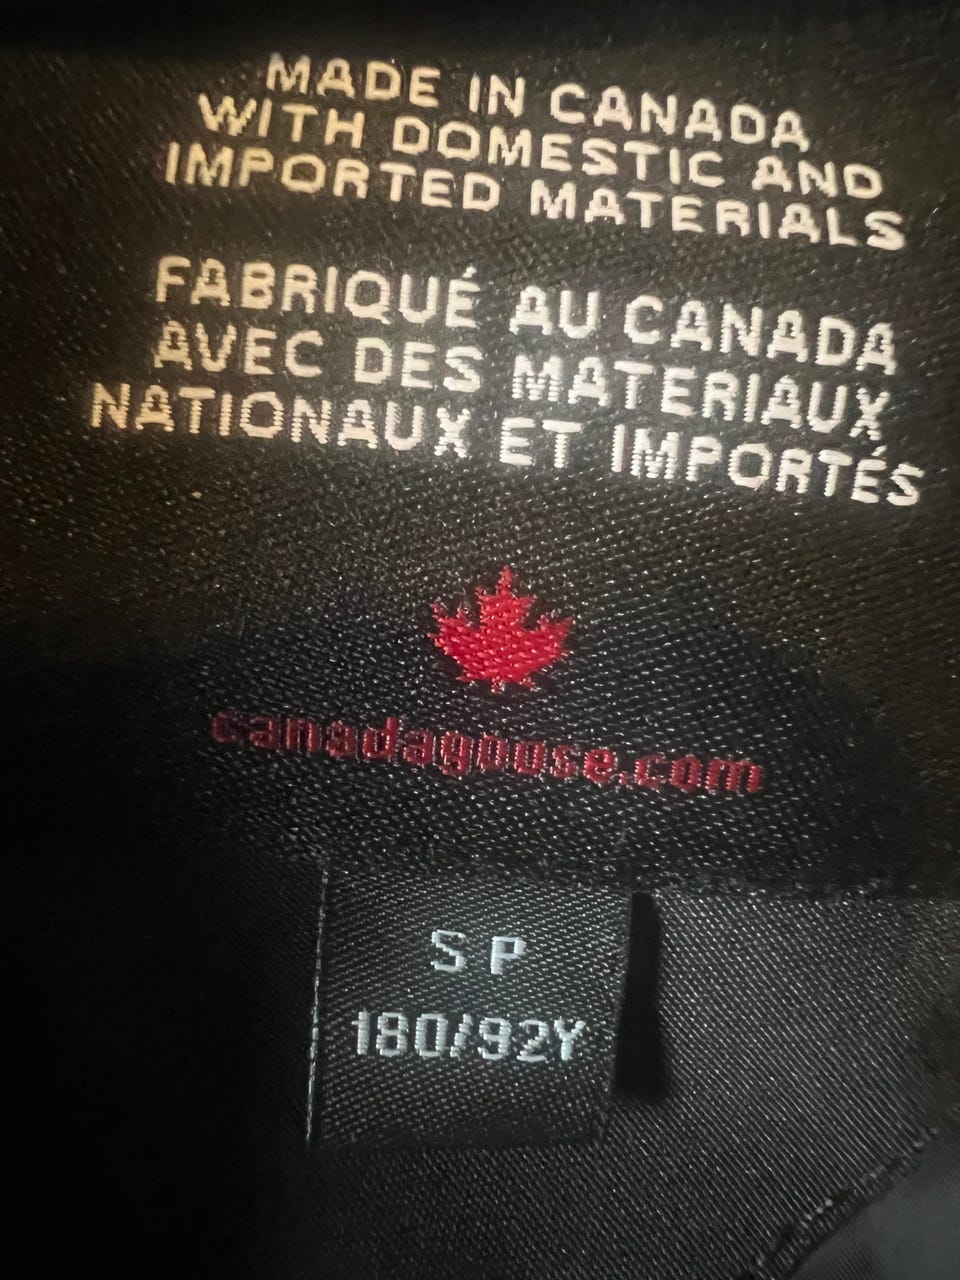 MADE IN CANADA
WITH DOMESTIC AND
IMPORTED MATERIALS
FABRIQUÉ AU CANADA
AVEC DES MATERIAUX
NATIONAUX ET IMPORTÉS
canadagouse.com
S P
180/92Y